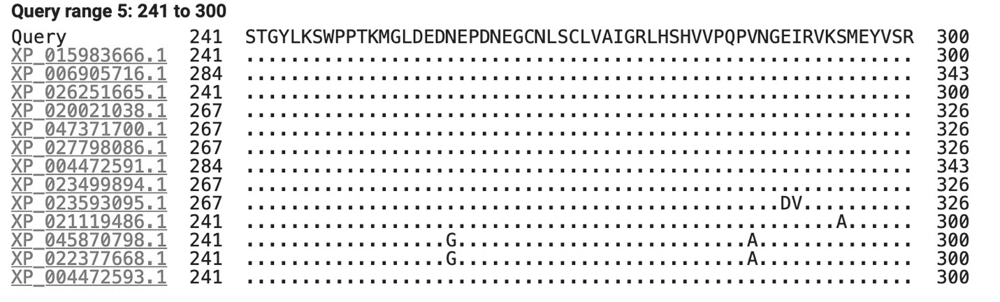 Query range 5: 241 to 300
Query 241 STGYLKSWPPTKMGLDEDNEPDNEGCNLSCLVAIGRLHSHVVPQPVNGEIRVKSMEYVSR 300
XP_015983666.1 241 ............................................................ 300
XP_006905716.1 284 ............................................................ 343
XP_026251665.1 241 ............................................................ 300
XP_020021038.1 267 ............................................................ 326
XP_047371700.1 267 ............................................................ 326
XP_027798086.1 267 ............................................................ 326
XP_004472591.1 284 ............................................................ 343
XP_023499894.1 267 ............................................................ 326
XP_023593095.1 267 ................................................DV.......... 326
XP_021119486.1 241 .....................................................A...... 300
XP_045870798.1 241 ..................G..........................A.............. 300
XP_022377668.1 241 ..................G..........................A.............. 300
XP_004472593.1 241 ............................................................ 300